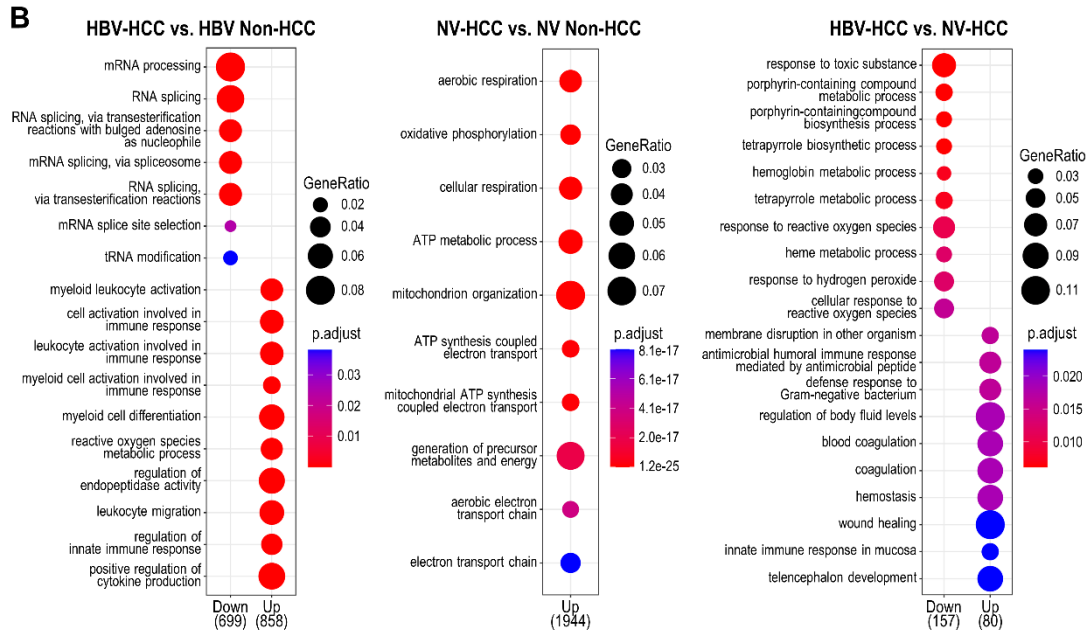 B
HBV-HCC vs. HBV Non-HCC
mRNA processing
RNA splicing
RNA splicing, via transesterification
reactions with bulged adenosine
as nucleophile
mRNA splicing, via spliceosome
RNA splicing,
via transesterification reactions
mRNA splice site selection
tRNA modification
myeloid leukocyte activation
cell activation involved in
immune response
leukocyte activation involved in
immune response
myeloid cell activation involved in
immune response
myeloid cell differentiation
reactive oxygen species
metabolic process
regulation of
endopeptidase activity
leukocyte migration
regulation of
innate immune response
positive regulation of
cytokine production
Down
(699)
Up
(858)
GeneRatio
0.02
0.04
0.06
0.08
p.adjust
0.03
0.02
0.01
NV-HCC vs. NV Non-HCC
aerobic respiration
oxidative phosphorylation
cellular respiration
ATP metabolic process
mitochondrion organization
ATP synthesis coupled
electron transport
mitochondrial ATP synthesis
coupled electron transport
generation of precursor
metabolites and energy
aerobic electron
transport chain
electron transport chain
Up
(1944)
GeneRatio
0.03
0.04
0.05
0.06
0.07
p.adjust
8.1e-17
6.1e-17
4.1e-17
2.0e-17
1.2e-25
HBV-HCC vs. NV-HCC
response to toxic substance
porphyrin-containing compound
metabolic process
porphyrin-containingcompound
biosynthesis process
tetrapyrrole biosynthetic process
hemoglobin metabolic process
tetrapyrrole metabolic process
response to reactive oxygen species
heme metabolic process
response to hydrogen peroxide
cellular response to
reactive oxygen species
membrane disruption in other organism
antimicrobial humoral immune response
mediated by antimicrobial peptide
defense response to
Gram-negative bacterium
regulation of body fluid levels
blood coagulation
coagulation
hemostasis
wound healing
innate immune response in mucosa
telencephalon development
Down
(157)
Up
(80)
GeneRatio
0.03
0.05
0.07
0.09
0.11
p.adjust
0.020
0.015
0.010